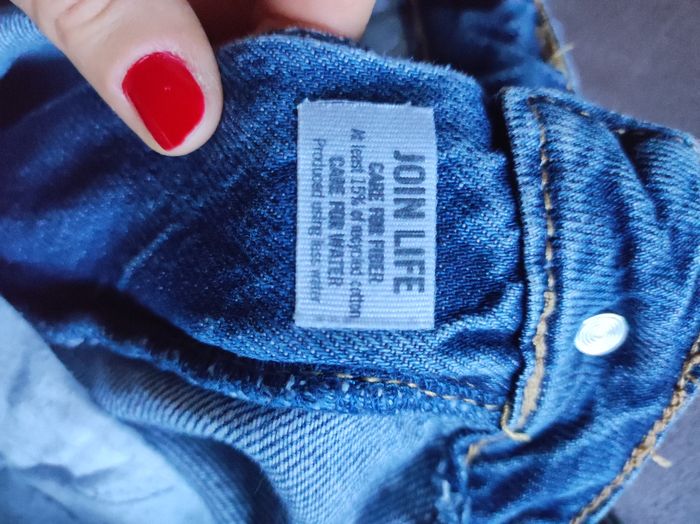 JOIN LIFE
CARE FOR FIBER
At least 15% of recycled cotton
CARE FOR WATER
Produced using less water